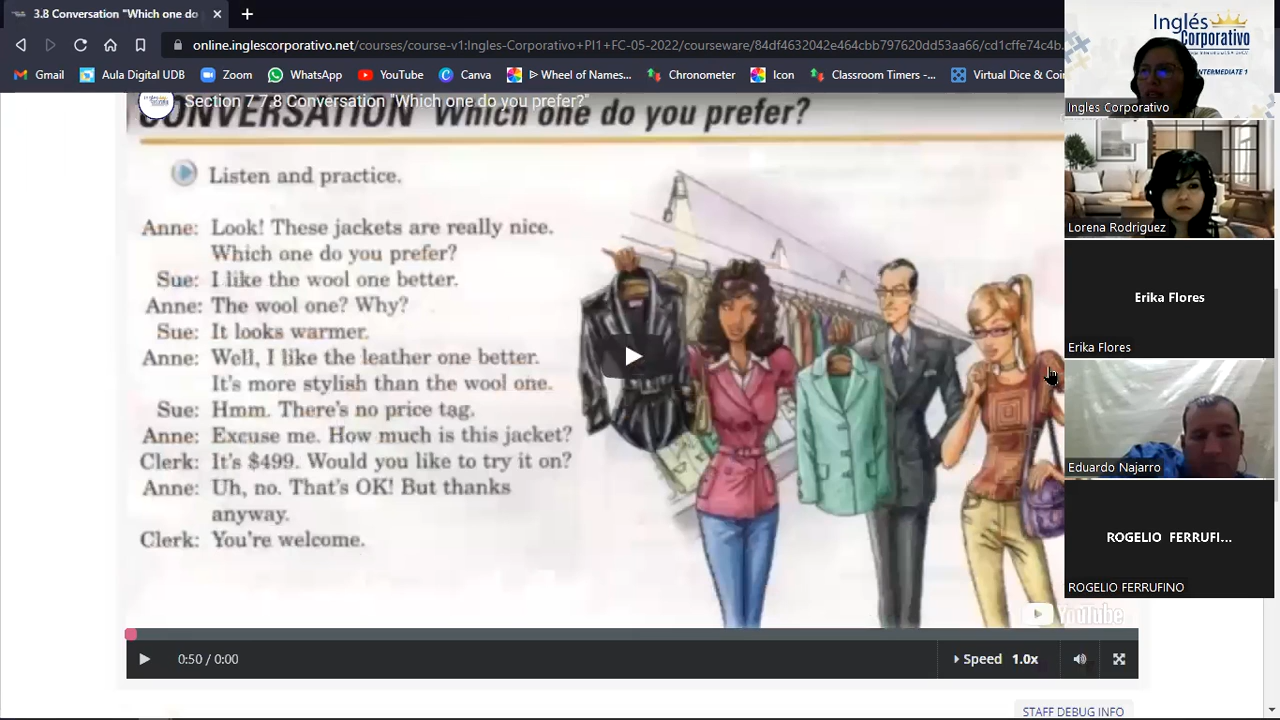 3.8 Conversation "Which one do
online.inglescorporativo.net/courses/course-v1:Ingles-Corporativo+PI1+FC-05-2022/courseware/84df4632042e464cbb797620dd53aa66/cd1cffe74c4b
Gmail Aula Digital UDB Zoom WhatsApp YouTube Canva ᐅ Wheel of Names... Chronometer Icon Classroom Timers -... Virtual Dice & Coi
Inglés
Corporativo
INTERMEDIATE 1
Ingles Corporativo
Section 7 7.8 Conversation "Which one do you prefer?"
CONVERSATION Which one do you prefer?
Listen and practice.
Anne: Look! These jackets are really nice.
Which one do you prefer?
Sue: I like the wool one better.
Anne: The wool one? Why?
Sue: It looks warmer.
Anne: Well, I like the leather one better.
It's more stylish than the wool one.
Sue: Hmm. There's no price tag.
Anne: Excuse me. How much is this jacket?
Clerk: It's $499. Would you like to try it on?
Anne: Uh, no. That's OK! But thanks
anyway.
Clerk: You're welcome.
YouTube
0:50 / 0:00
Speed 1.0x
STAFF DEBUG INFO
Lorena Rodriguez
Erika Flores
Erika Flores
Eduardo Najarro
ROGELIO FERRUFI...
ROGELIO FERRUFINO